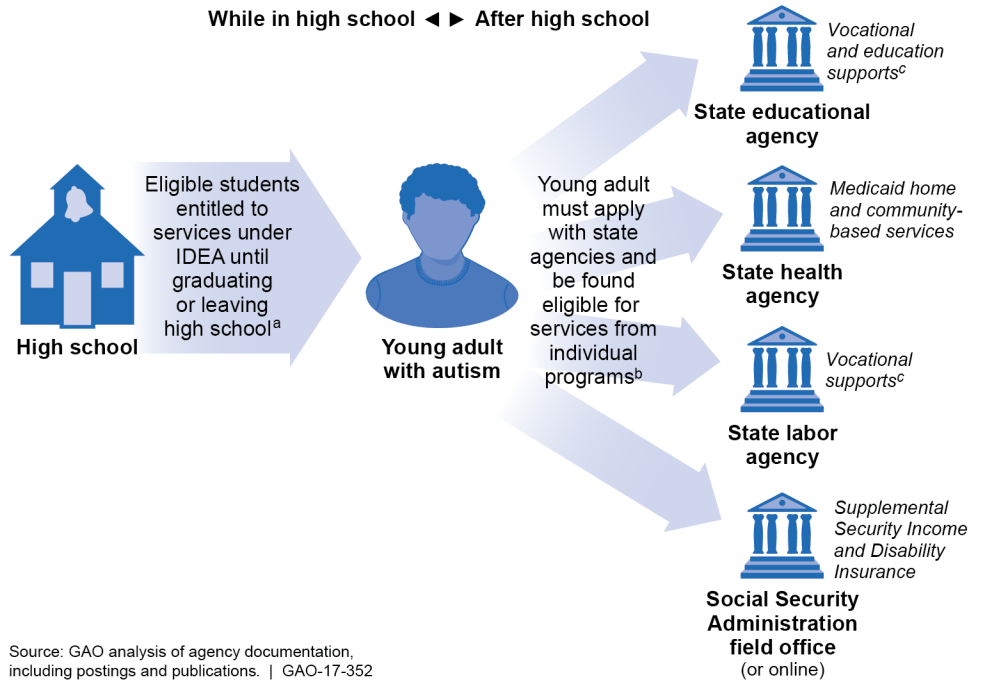 While in high school ◄ ► After high school
Eligible students
entitled to
services under
IDEA until
graduating
or leaving
high schoolᵃ
High school
Young adult
with autism
Young adult
must apply
with state
agencies and
be found
eligible for
services from
individual
programsᵇ
Vocational
and education
supportsᶜ
State educational
agency
Medicaid home
and community-
based services
State health
agency
Vocational
supportsᶜ
State labor
agency
Supplemental
Security Income
and Disability
Insurance
Social Security
Administration
field office
(or online)
Source: GAO analysis of agency documentation,
including postings and publications. | GAO-17-352